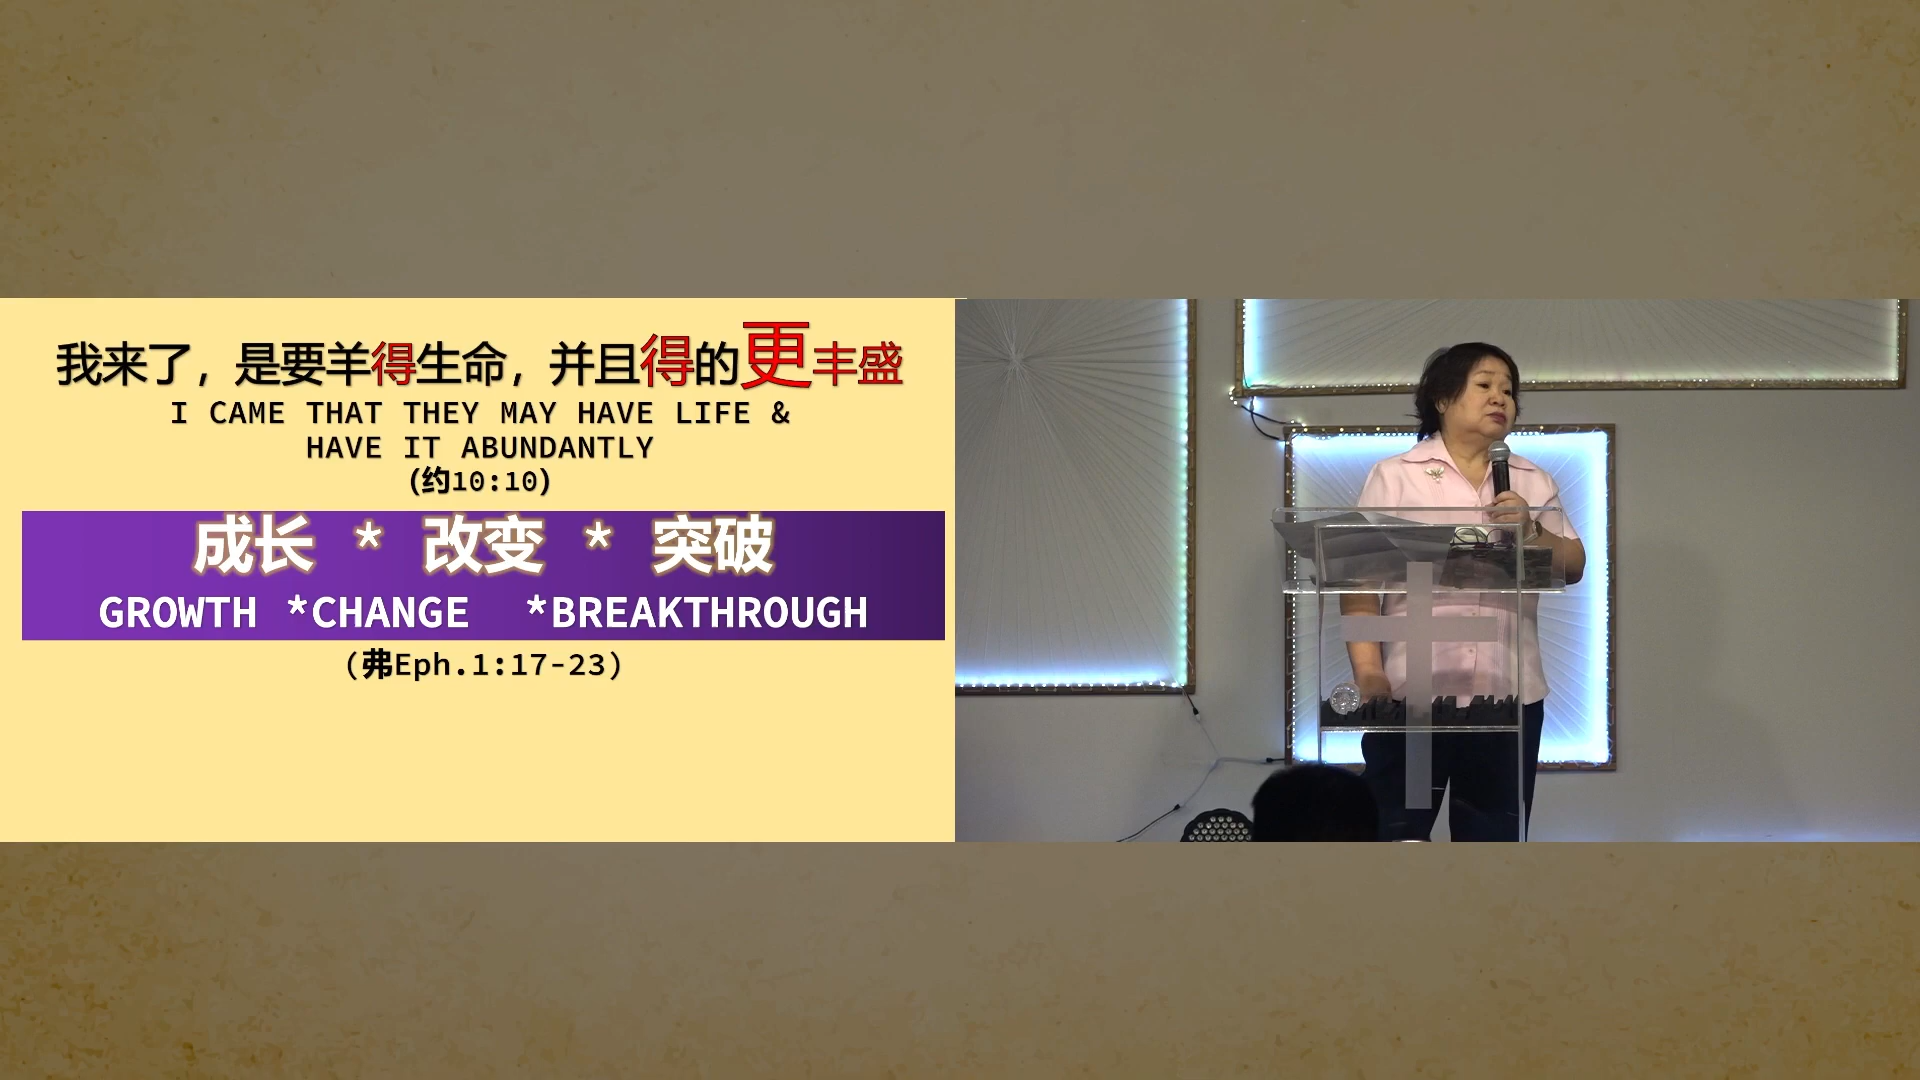 我来了，是要羊得生命，并且得的更丰盛
I CAME THAT THEY MAY HAVE LIFE &
HAVE IT ABUNDANTLY
(约10:10)
成长 * 改变 * 突破
GROWTH *CHANGE *BREAKTHROUGH
(弗Eph.1:17-23)